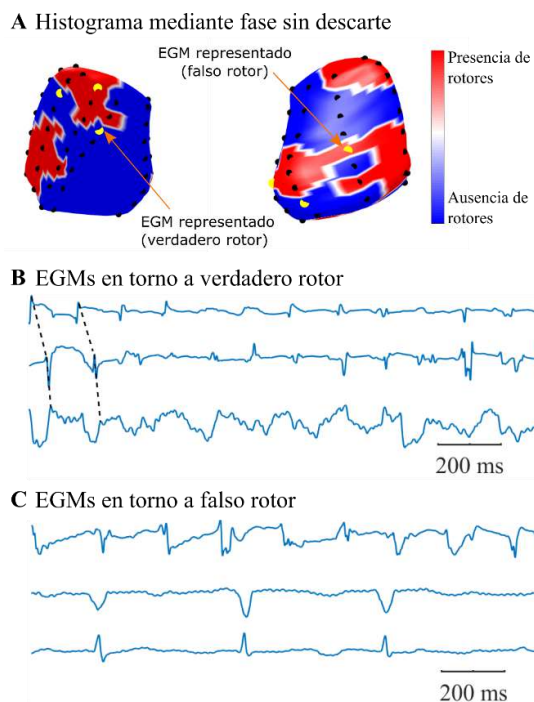 A Histograma mediante fase sin descarte
EGM representado
(falso rotor)
Presencia de
rotores
EGM representado
(verdadero rotor)
Ausencia de
rotores
B EGMs en torno a verdadero rotor
200 ms
C EGMs en torno a falso rotor
200 ms